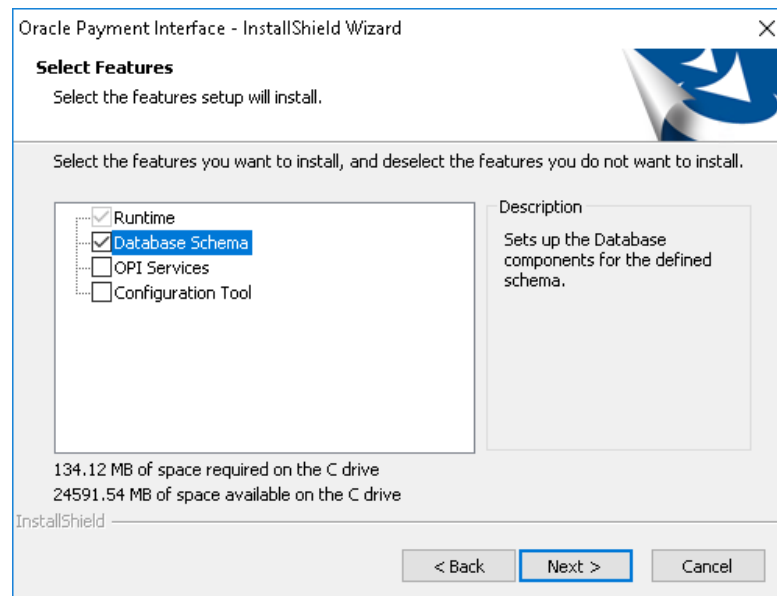 Oracle Payment Interface - InstallShield Wizard
Select Features
Select the features setup will install.
Select the features you want to install, and deselect the features you do not want to install.
Runtime
Database Schema
OPI Services
Configuration Tool
Description
Sets up the Database
components for the defined
schema.
134.12 MB of space required on the C drive
24591.54 MB of space available on the C drive
InstallShield
< Back
Next >
Cancel